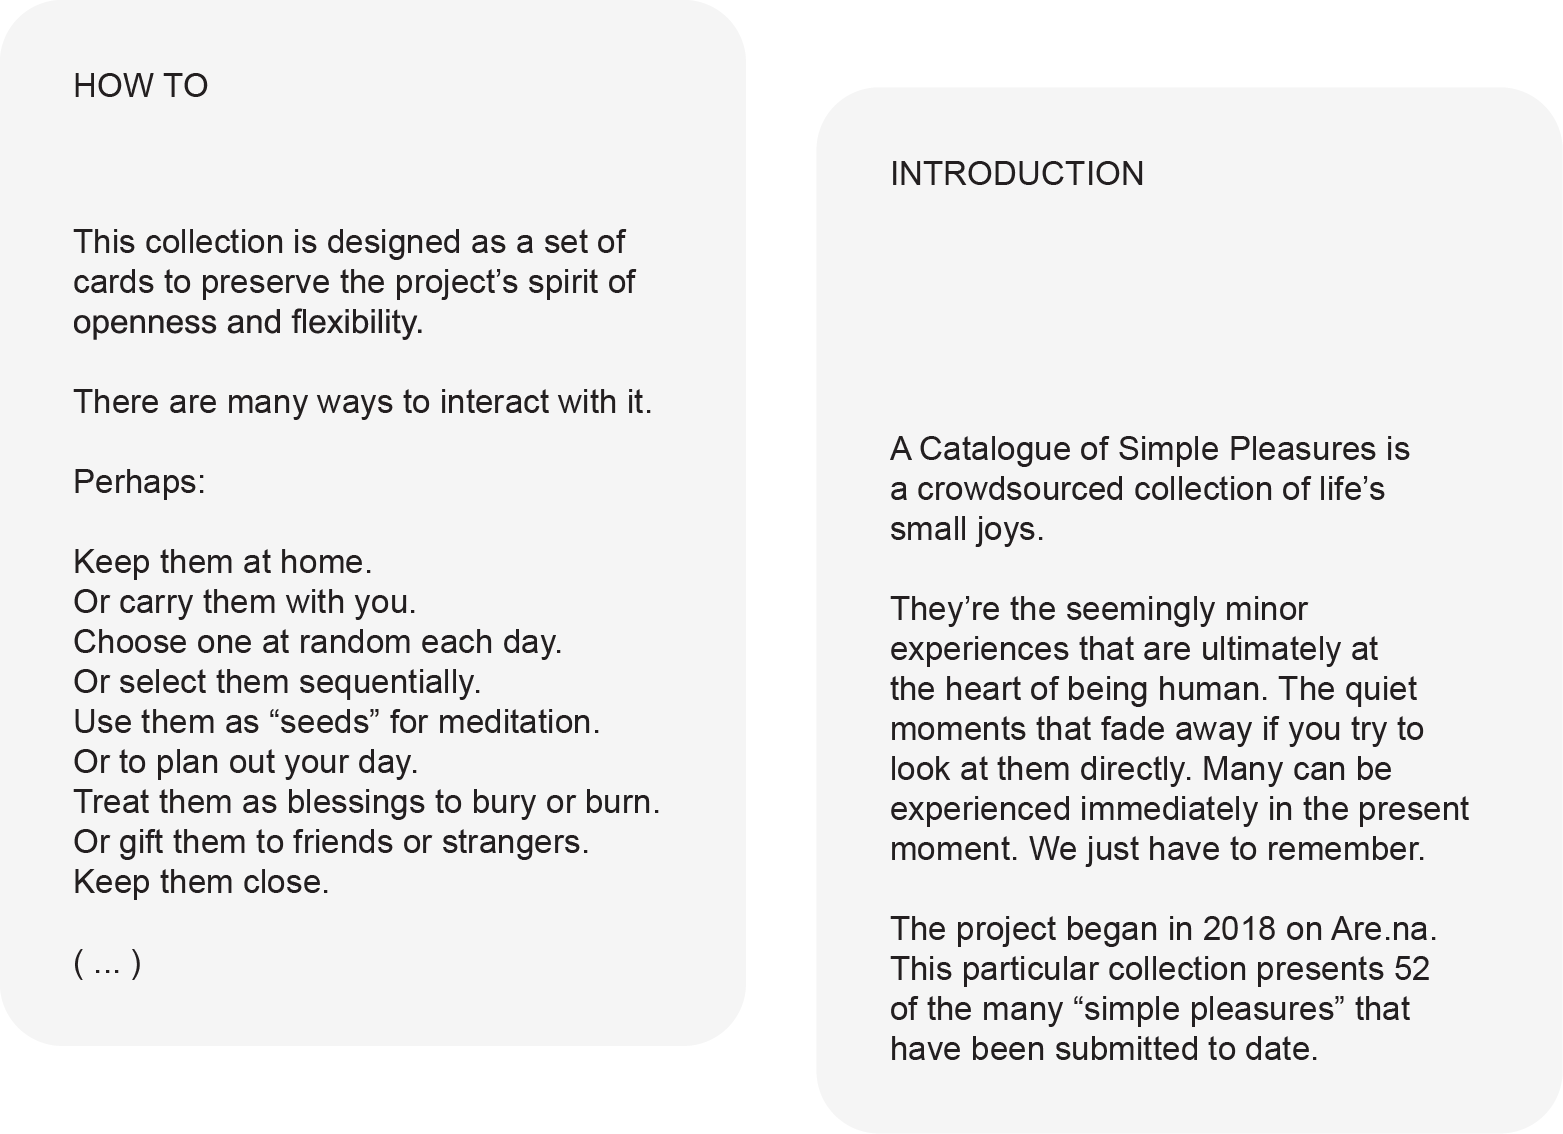 HOW TO
This collection is designed as a set of
cards to preserve the project’s spirit of
openness and flexibility.
There are many ways to interact with it.
Perhaps:
Keep them at home.
Or carry them with you.
Choose one at random each day.
Or select them sequentially.
Use them as “seeds” for meditation.
Or to plan out your day.
Treat them as blessings to bury or burn.
Or gift them to friends or strangers.
Keep them close.
( ... )
INTRODUCTION
A Catalogue of Simple Pleasures is
a crowdsourced collection of life’s
small joys.
They’re the seemingly minor
experiences that are ultimately at
the heart of being human. The quiet
moments that fade away if you try to
look at them directly. Many can be
experienced immediately in the present
moment. We just have to remember.
The project began in 2018 on Are.na.
This particular collection presents 52
of the many “simple pleasures” that
have been submitted to date.